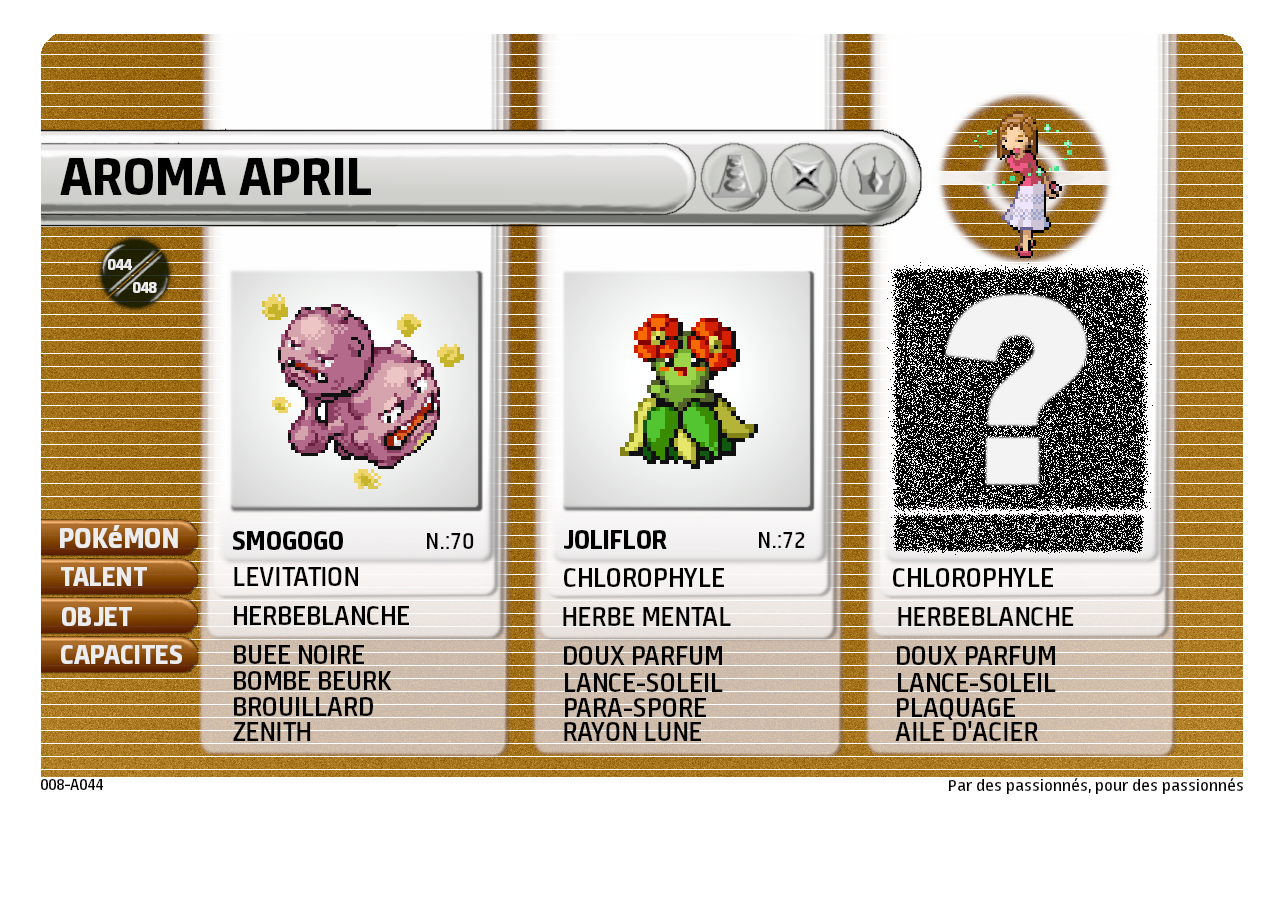 AROMA APRIL
044
048
?
POKéMON
SMOGOGO N.:70
JOLIFLOR N.:72
TALENT
LEVITATION
CHLOROPHYLE
CHLOROPHYLE
OBJET
HERBEBLANCHE
HERBE MENTAL
HERBEBLANCHE
CAPACITES
BUEE NOIRE
BOMBE BEURK
BROUILLARD
ZENITH
DOUX PARFUM
LANCE-SOLEIL
PARA-SPORE
RAYON LUNE
DOUX PARFUM
LANCE-SOLEIL
PLAQUAGE
AILE D'ACIER
008-A044
Par des passionnés, pour des passionnés